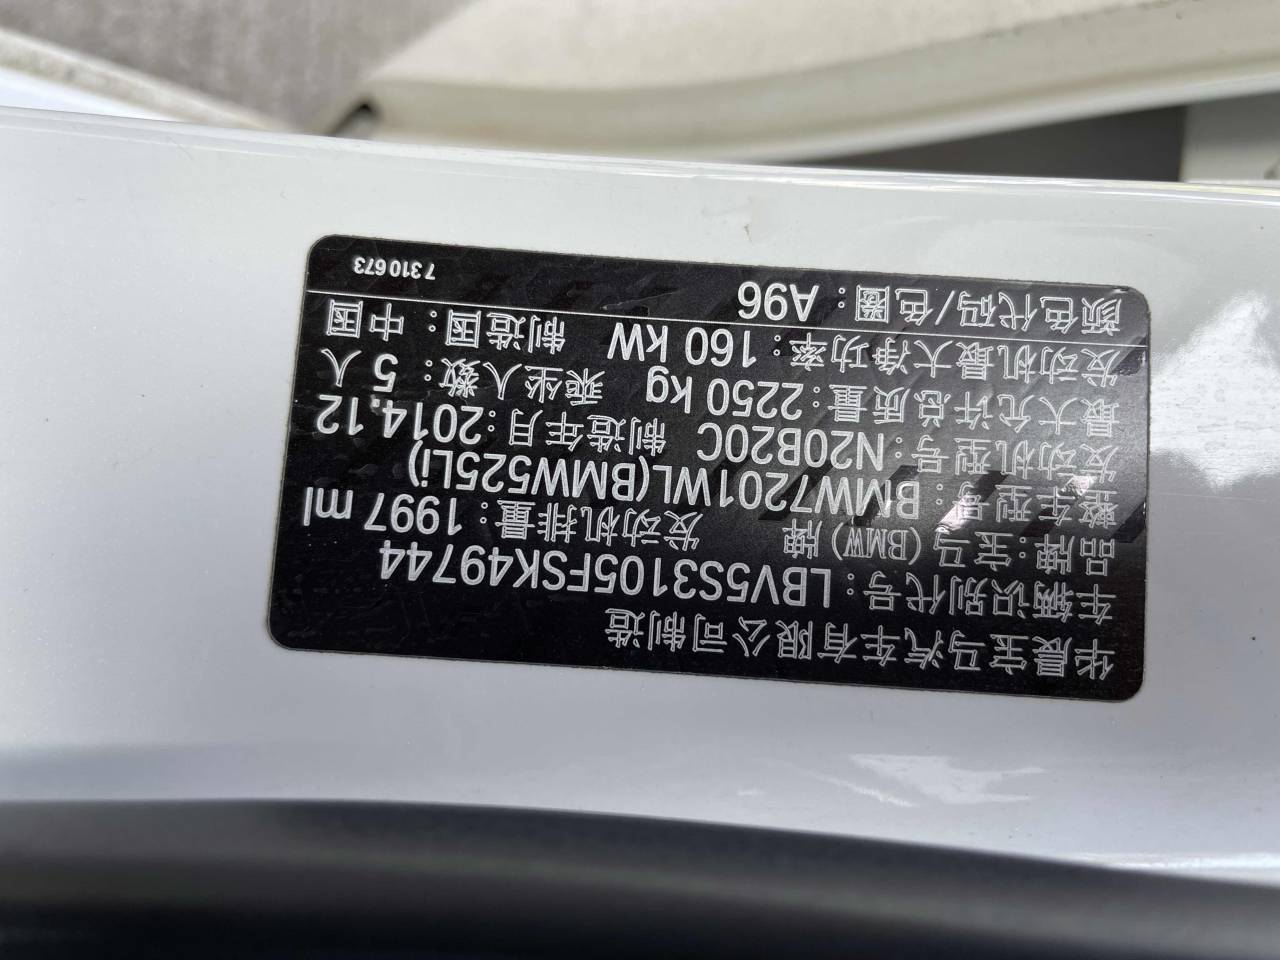 华晨宝马汽车有限公司制造
车辆识别代号：LBV5S3105FSK49744
品牌：宝马(BMW)牌 发动机排量：1997 ml
整车型号：BMW7201WL(BMW525Li)
发动机型号：N20B20C 制造年月：2014.12
最大允许总质量：2250 kg 乘坐人数：5 人
发动机最大净功率：160 kW 制造国：中国
颜色代码/色圈：A96 7310673